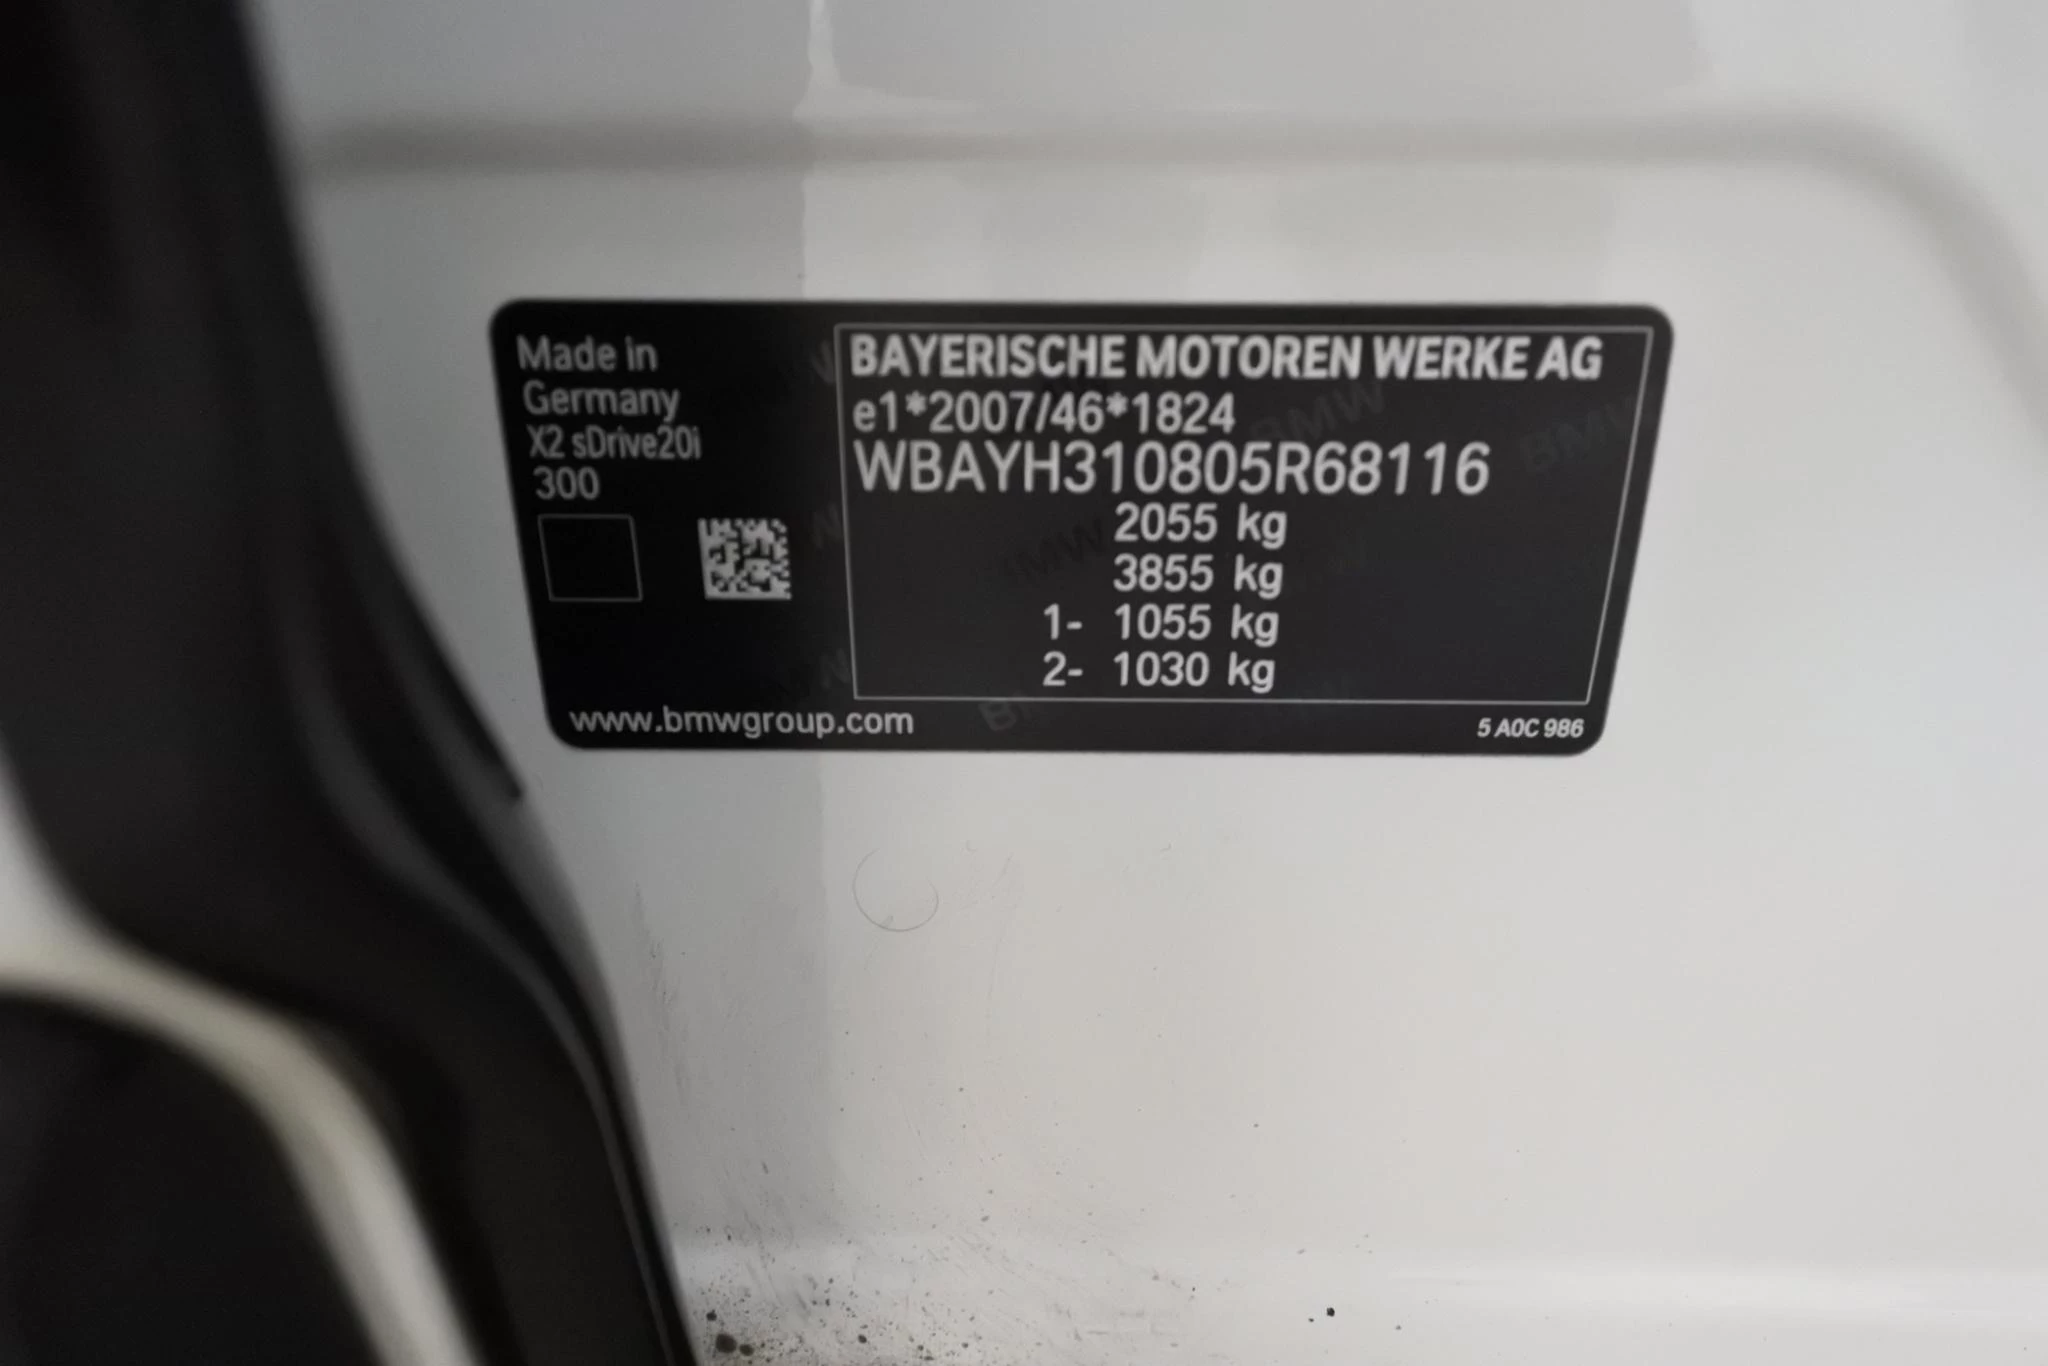 Made in
Germany
X2 sDrive20i
300
BAYERISCHE MOTOREN WERKE AG
e1*2007/46*1824
WBAYH310805R68116
2055 kg
3855 kg
1- 1055 kg
2- 1030 kg
www.bmwgroup.com
5 A0C 986